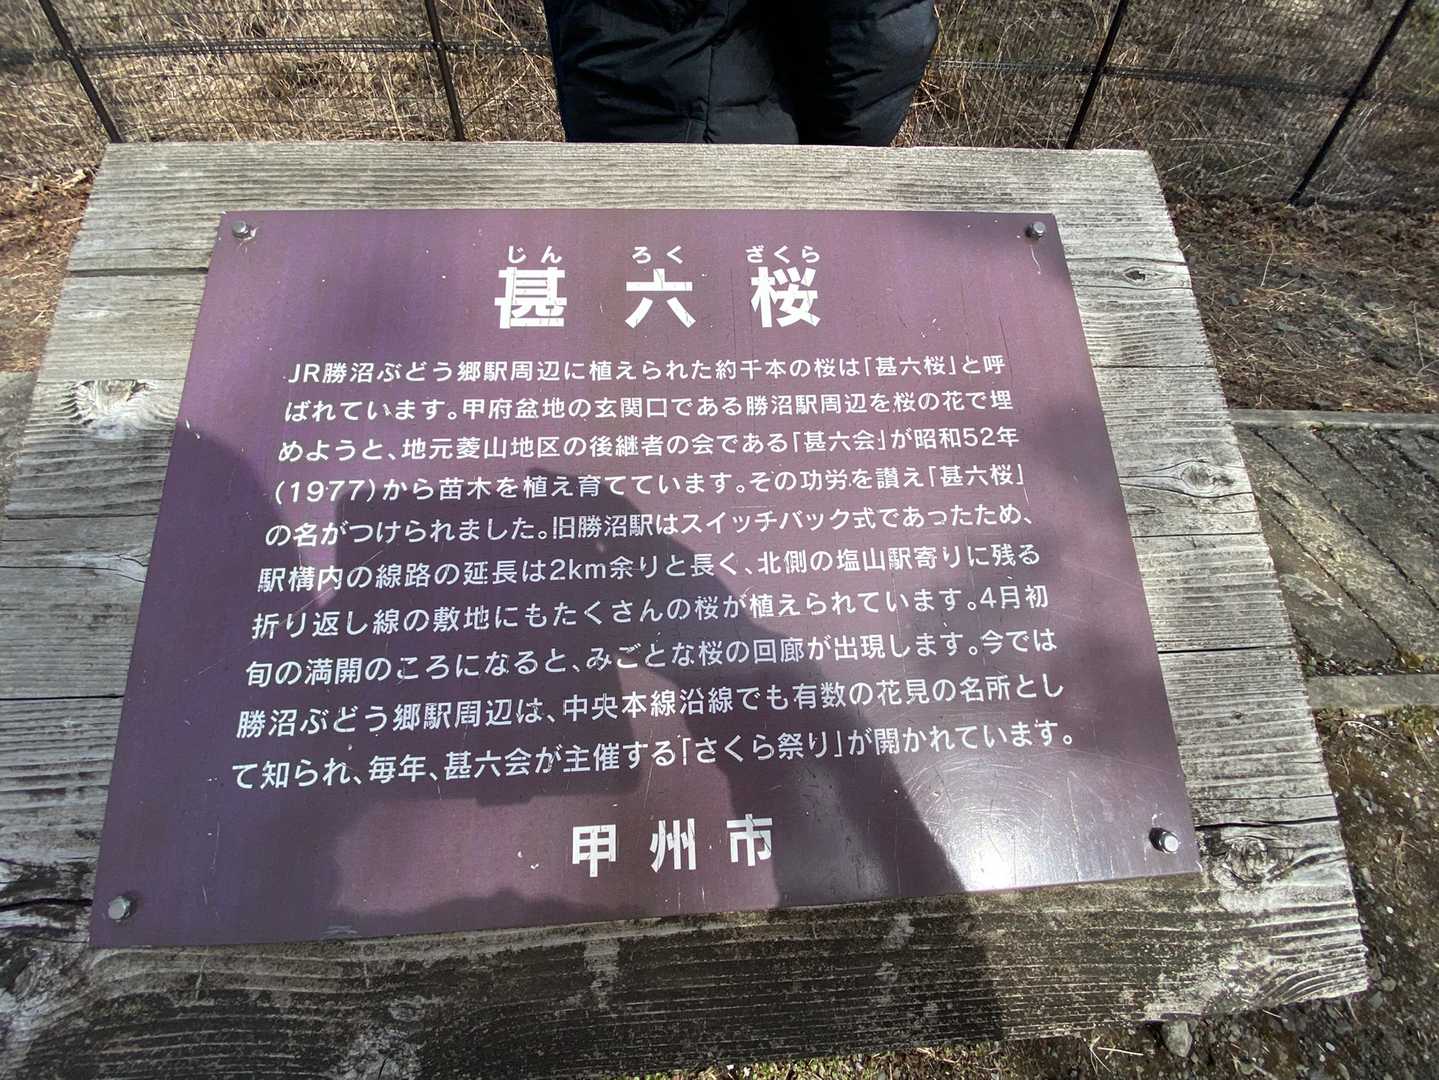 じんろくざくら
甚六桜
JR勝沼ぶどう郷駅周辺に植えられた約千本の桜は「甚六桜」と呼
ばれています。甲府盆地の玄関口である勝沼駅周辺を桜の花で埋
めようと、地元菱山地区の後継者の会である「甚六会」が昭和52年
(1977)から苗木を植え育てています。その功労を讃え「甚六桜」
の名がつけられました。旧勝沼駅はスイッチバック式であったため、
駅構内の線路の延長は2km余りと長く、北側の塩山駅寄りに残る
折り返し線の敷地にもたくさんの桜が植えられています。4月初
旬の満開のころになると、みごとな桜の回廊が出現します。今では
勝沼ぶどう郷駅周辺は、中央本線沿線でも有数の花見の名所とし
て知られ、毎年、甚六会が主催する「さくら祭り」が開かれています。
甲州市